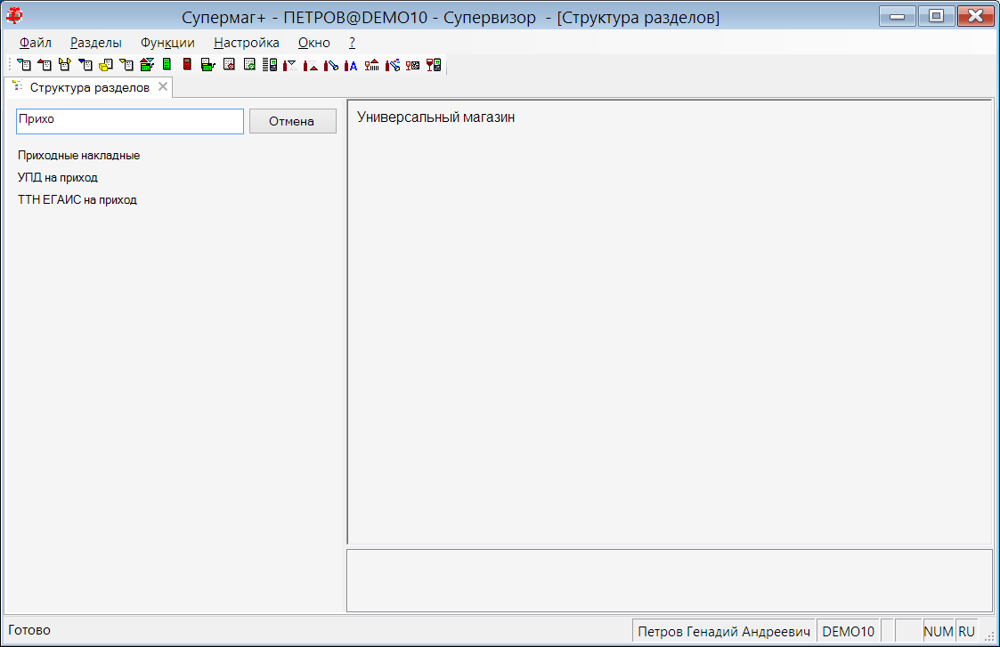 Супермаг+ - ПЕТРОВ@DEMO10 - Супервизор - [Структура разделов]
Файл Разделы Функции Настройка Окно ?
Структура разделов
Прихо Отмена
Универсальный магазин
Приходные накладные
УПД на приход
ТТН ЕГАИС на приход
Готово Петров Генадий Андреевич DEMO10 NUM RU